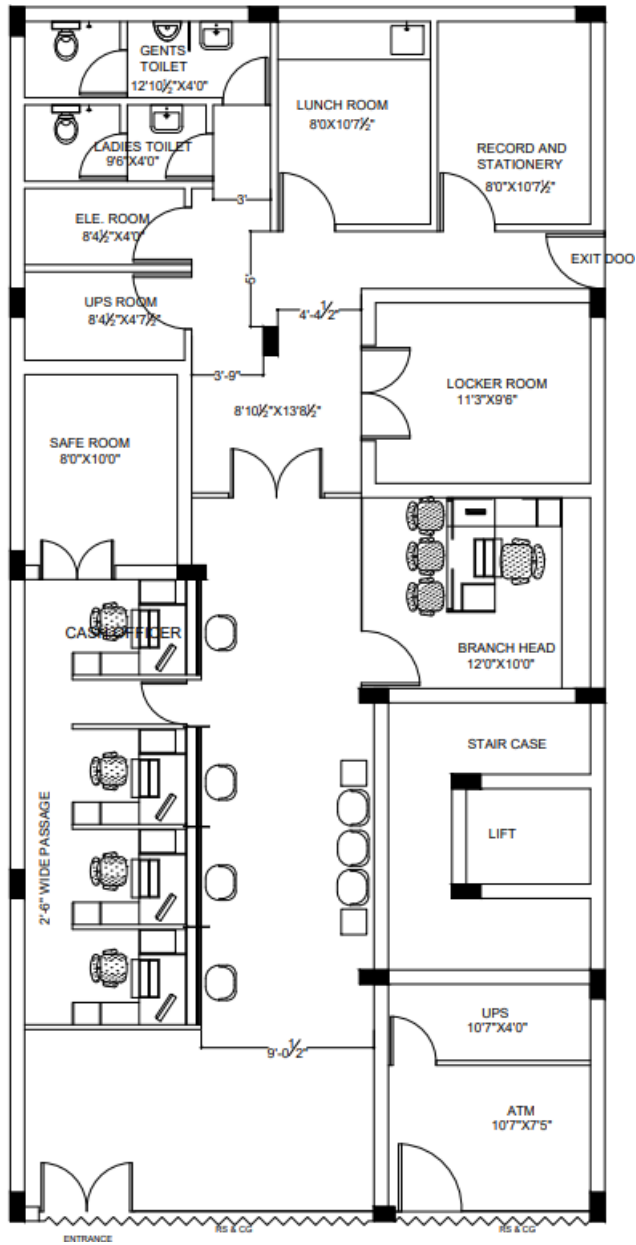 GENTS
TOILET
12'10½"X4'0"
LUNCH ROOM
8'0X10'7½"
RECORD AND
STATIONERY
8'0"X10'7½"
LADIES TOILET
9'6"X4'0"
3'
ELE. ROOM
8'4½"X4'0"
EXIT DOO
6'
UPS ROOM
8'4½"X4'7½"
4'-4½"
3'-9"
LOCKER ROOM
11'3"X9'6"
8'10½"X13'8½"
SAFE ROOM
8'0"X10'0"
CASH OFFICER
BRANCH HEAD
12'0"X10'0"
STAIR CASE
LIFT
2'-6" WIDE PASSAGE
UPS
10'7"X4'0"
9'-0½"
ATM
10'7"X7'5"
RS & CG
RS & CG
ENTRANCE